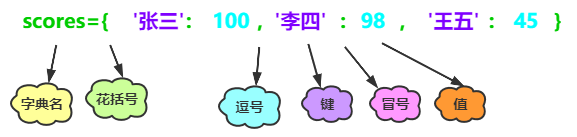 scores={ '张三': 100 , '李四' : 98 , '王五' : 45 }
字典名 花括号 逗号 键 冒号 值